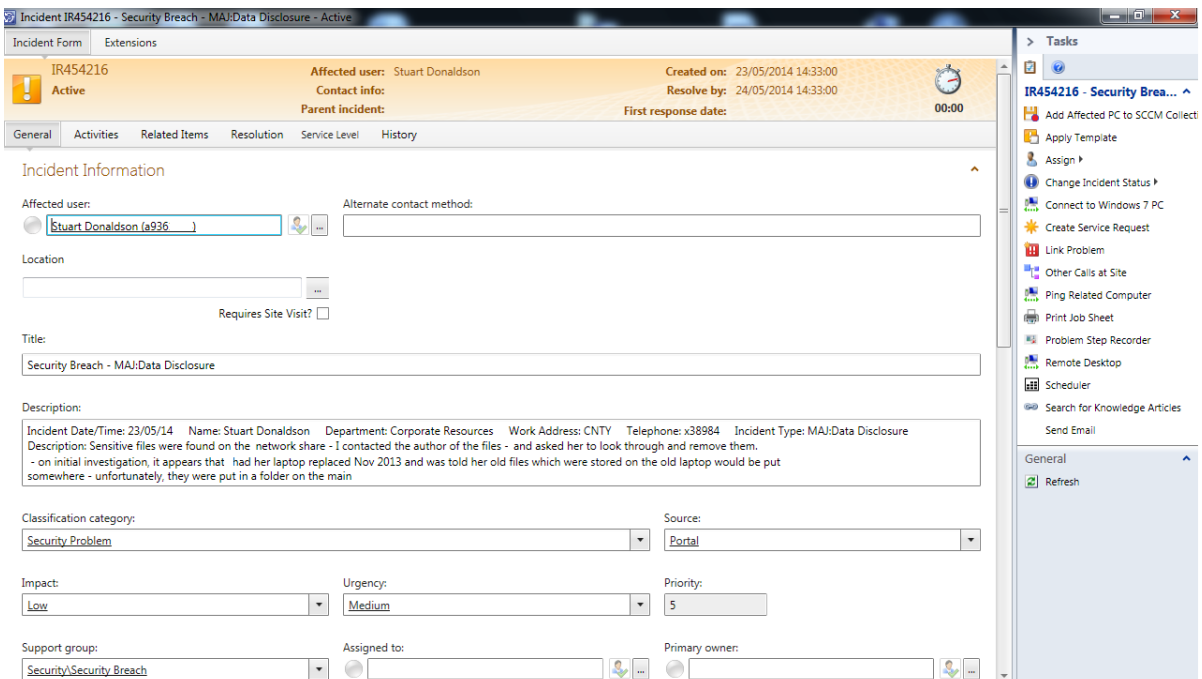 Incident IR454216 - Security Breach - MAJ:Data Disclosure - Active
Incident Form Extensions
IR454216
Active
Affected user: Stuart Donaldson
Contact info:
Parent incident:
Created on: 23/05/2014 14:33:00
Resolve by: 24/05/2014 14:33:00
First response date:
00:00
General Activities Related Items Resolution Service Level History
Incident Information
Affected user:
Alternate contact method:
Stuart Donaldson (a936 )
...
Location
...
Requires Site Visit?
Title:
Security Breach - MAJ:Data Disclosure
Description:
Incident Date/Time: 23/05/14 Name: Stuart Donaldson Department: Corporate Resources Work Address: CNTY Telephone: x38984 Incident Type: MAJ:Data Disclosure
Description: Sensitive files were found on the network share - I contacted the author of the files - and asked her to look through and remove them.
- on initial investigation, it appears that had her laptop replaced Nov 2013 and was told her old files which were stored on the old laptop would be put
somewhere - unfortunately, they were put in a folder on the main
Classification category:
Source:
Security Problem
Portal
Impact:
Urgency:
Priority:
Low
Medium
5
Support group:
Assigned to:
Primary owner:
Security\Security Breach
...
...
> Tasks
IR454216 - Security Brea...
Add Affected PC to SCCM Collecti
Apply Template
Assign
Change Incident Status
Connect to Windows 7 PC
Create Service Request
Link Problem
Other Calls at Site
Ping Related Computer
Print Job Sheet
Problem Step Recorder
Remote Desktop
Scheduler
Search for Knowledge Articles
Send Email
General
Refresh